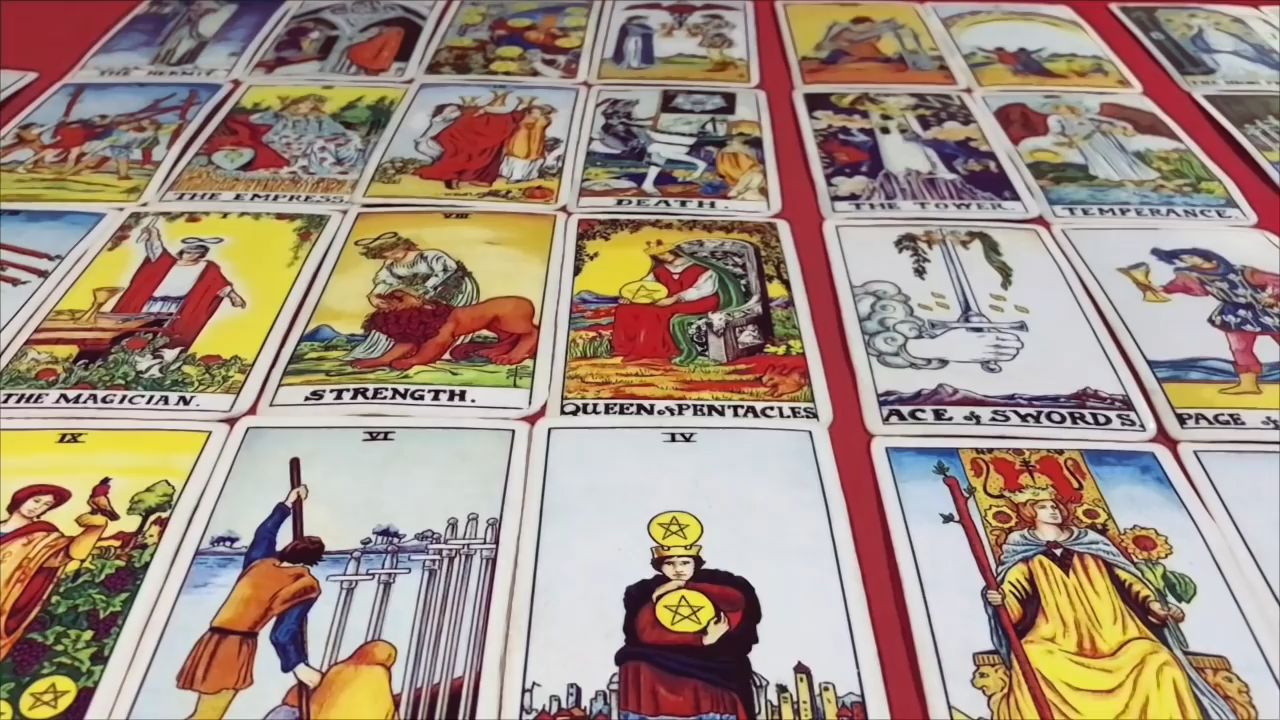 THE HERMIT.
THE EMPRESS.
DEATH.
THE TOWER.
TEMPERANCE.
VIII
THE MAGICIAN.
STRENGTH.
QUEEN of PENTACLES
ACE of SWORDS.
PAGE of
IX
VI
IV